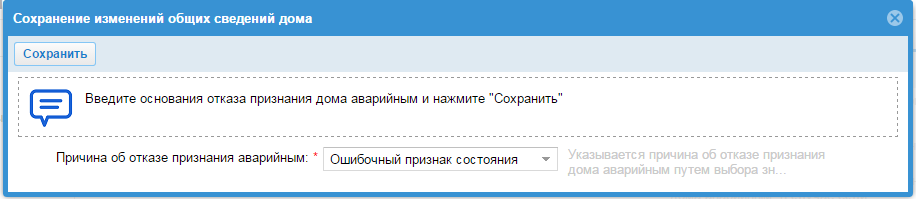 Сохранение изменений общих сведений дома
Сохранить
Введите основания отказа признания дома аварийным и нажмите "Сохранить"
Причина об отказе признания аварийным: * Ошибочный признак состояния
Указывается причина об отказе признания
дома аварийным путем выбора зн...